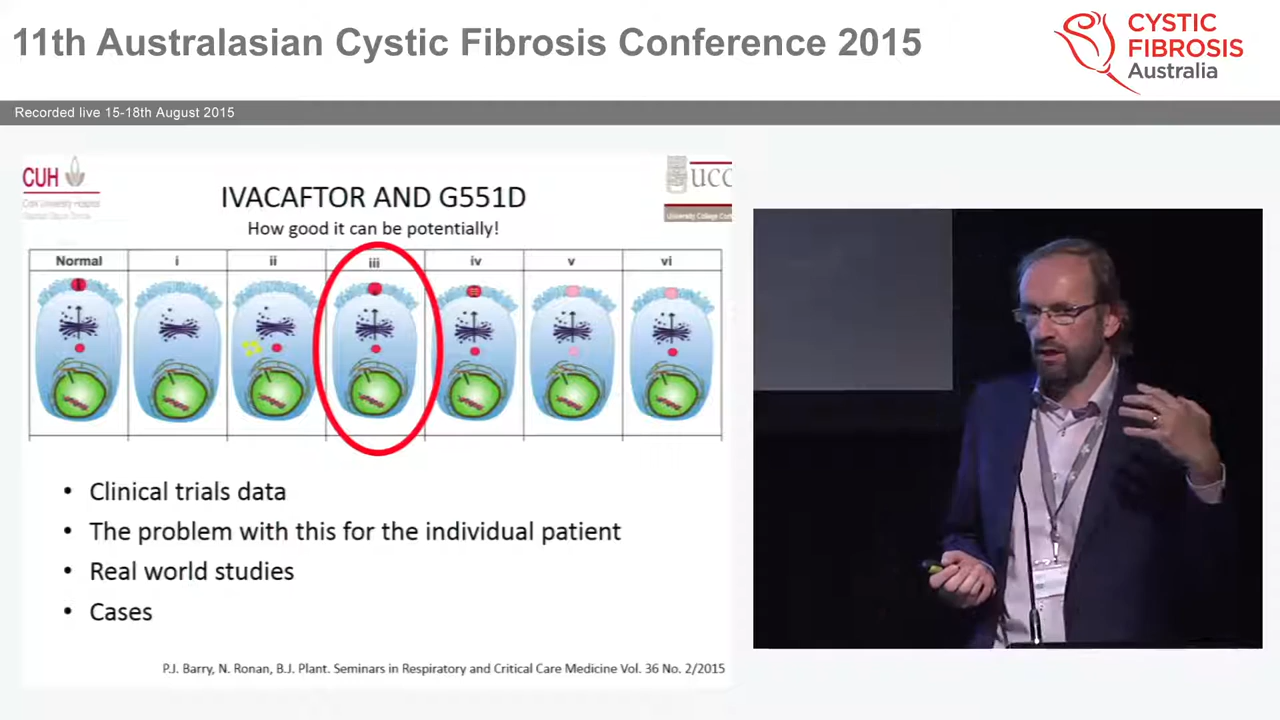 11th Australasian Cystic Fibrosis Conference 2015
CYSTIC
FIBROSIS
Australia
Recorded live 15-18th August 2015
CUH
UCC
IVACAFTOR AND G551D
How good it can be potentially!
Normal i ii iii iv v vi
• Clinical trials data
• The problem with this for the individual patient
• Real world studies
• Cases
P.J. Barry, N. Ronan, B.J. Plant. Seminars in Respiratory and Critical Care Medicine Vol. 36 No. 2/2015